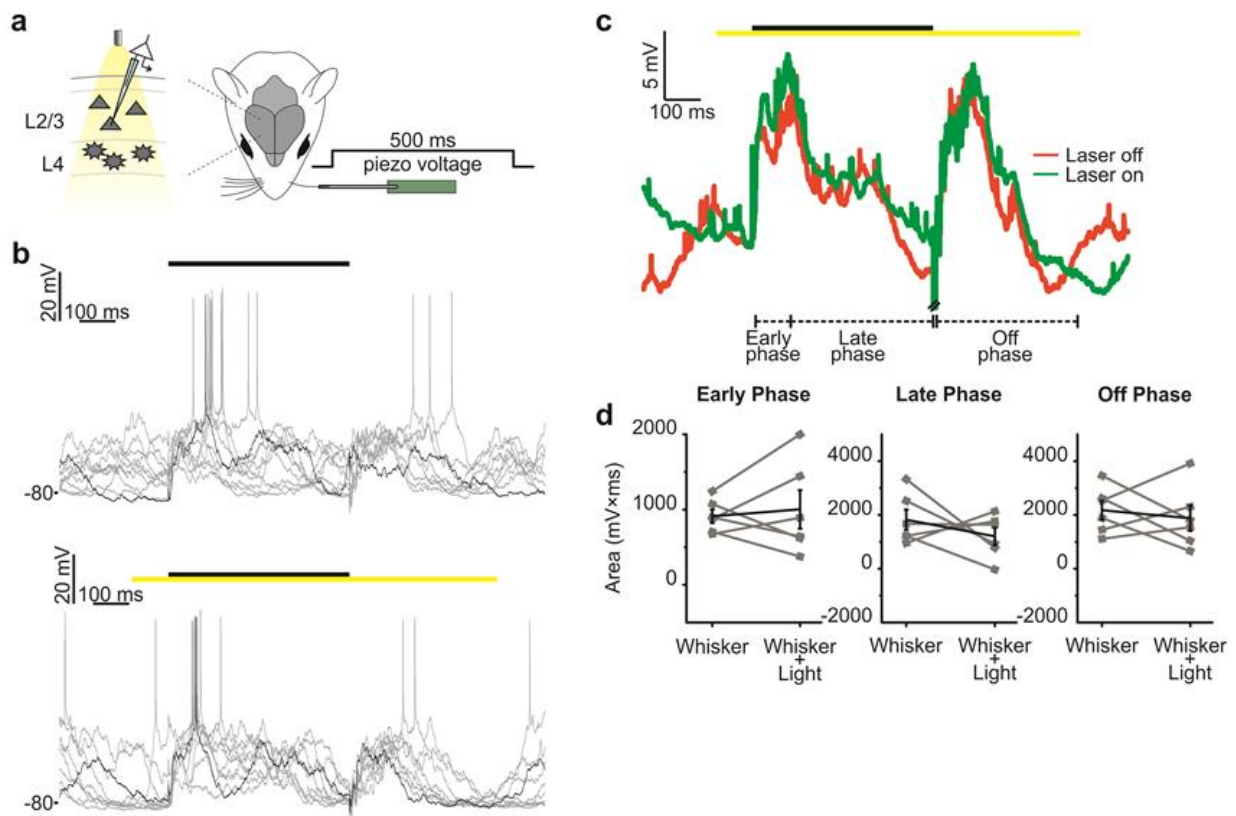 a
L2/3
L4
500 ms
piezo voltage
b
20 mV
100 ms
-80
20 mV
100 ms
-80
c
5 mV
100 ms
Laser off
Laser on
Early
phase
Late
phase
Off
phase
d
Early Phase
Late Phase
Off Phase
Area (mV×ms)
2000
1000
0
4000
2000
0
-2000
4000
2000
0
-2000
Whisker
Whisker
+
Light
Whisker
Whisker
+
Light
Whisker
Whisker
+
Light